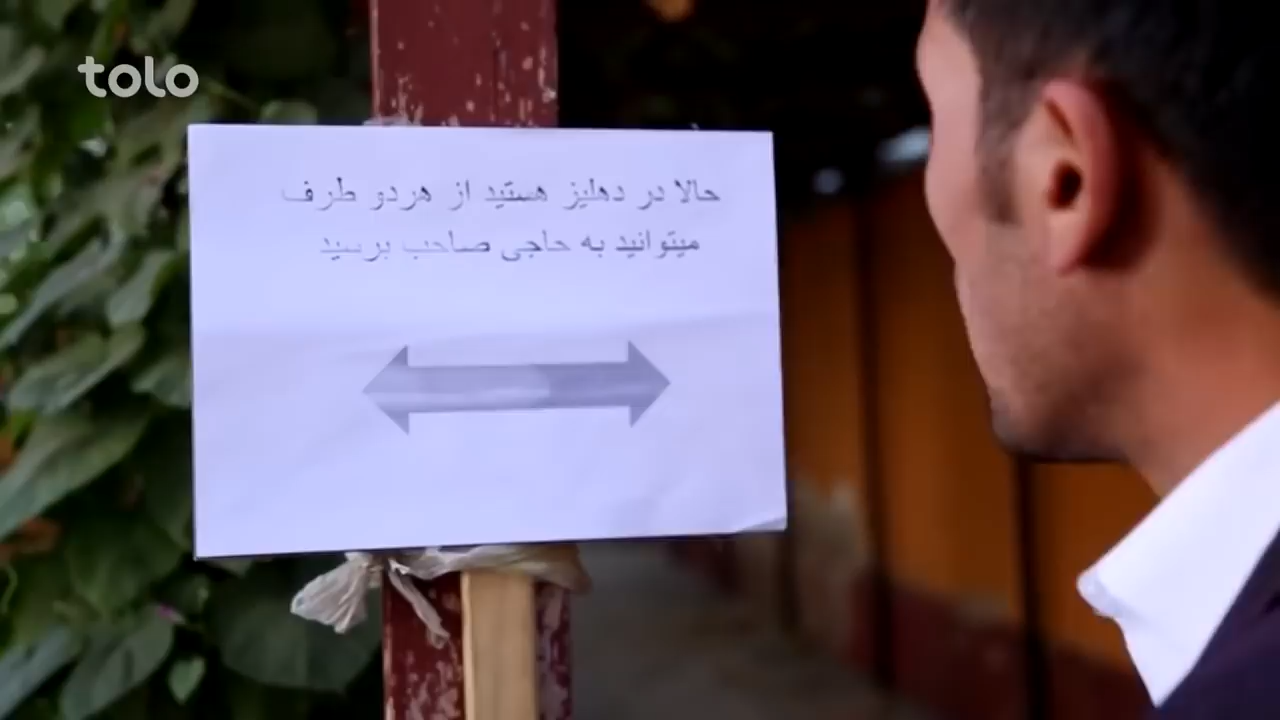 tolo
حالا در دهلیز هستید از هردو طرف
میتوانید به حاجی صاحب برسید